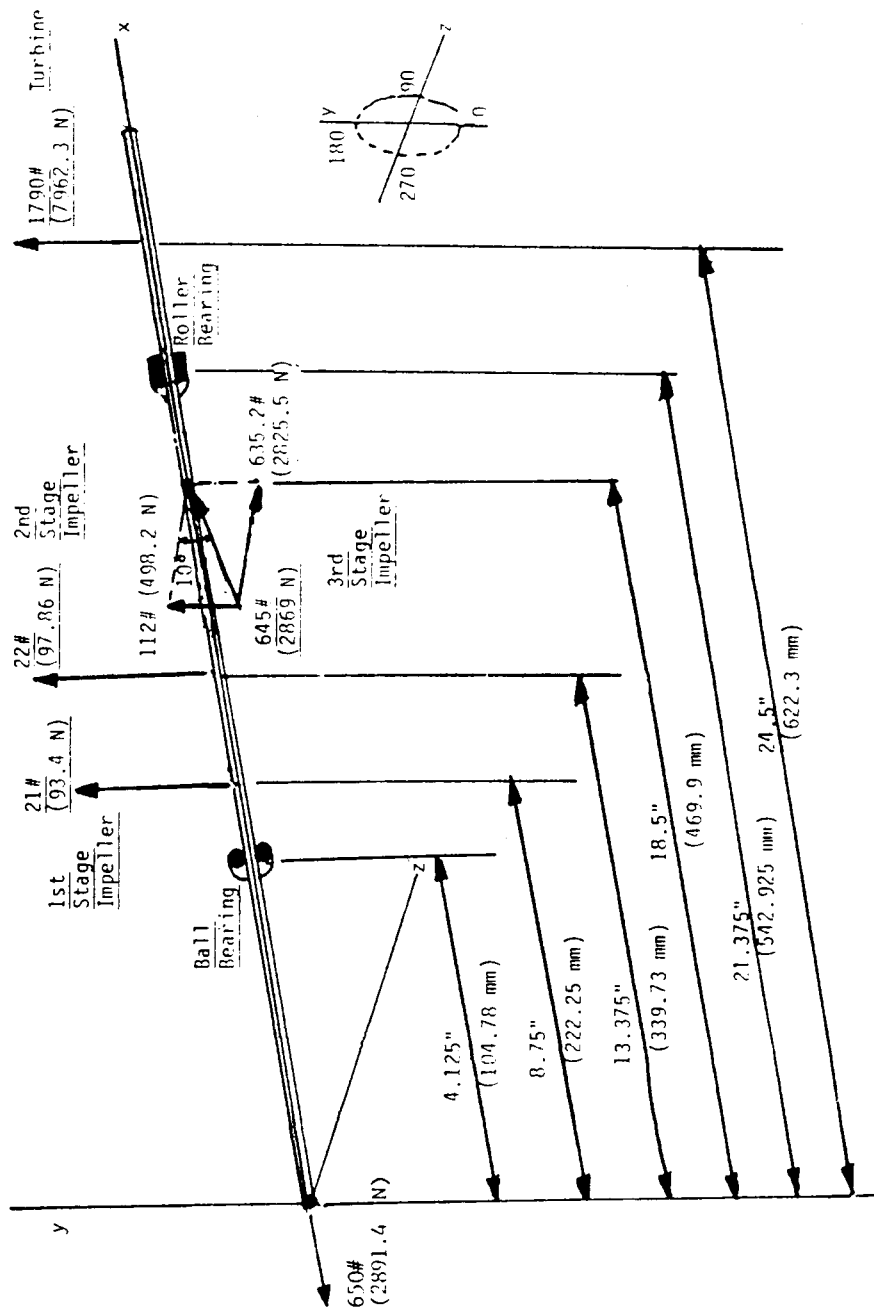 Turbine
x
1790#
(7962.3 N)
Roller
Bearing
y
180
90
270
0
z
2nd
Stage
Impeller
22#
(97.86 N)
112# (498.2 N)
10°
635.2#
(2825.5 N)
645#
(2869 N)
3rd
Stage
Impeller
21#
(93.4 N)
1st
Stage
Impeller
Ball
Bearing
z
y
650#
(2891.4 N)
4.125"
(104.78 mm)
8.75"
(222.25 mm)
13.375"
(339.73 mm)
18.5"
(469.9 mm)
21.375"
(542.925 mm)
24.5"
(622.3 mm)